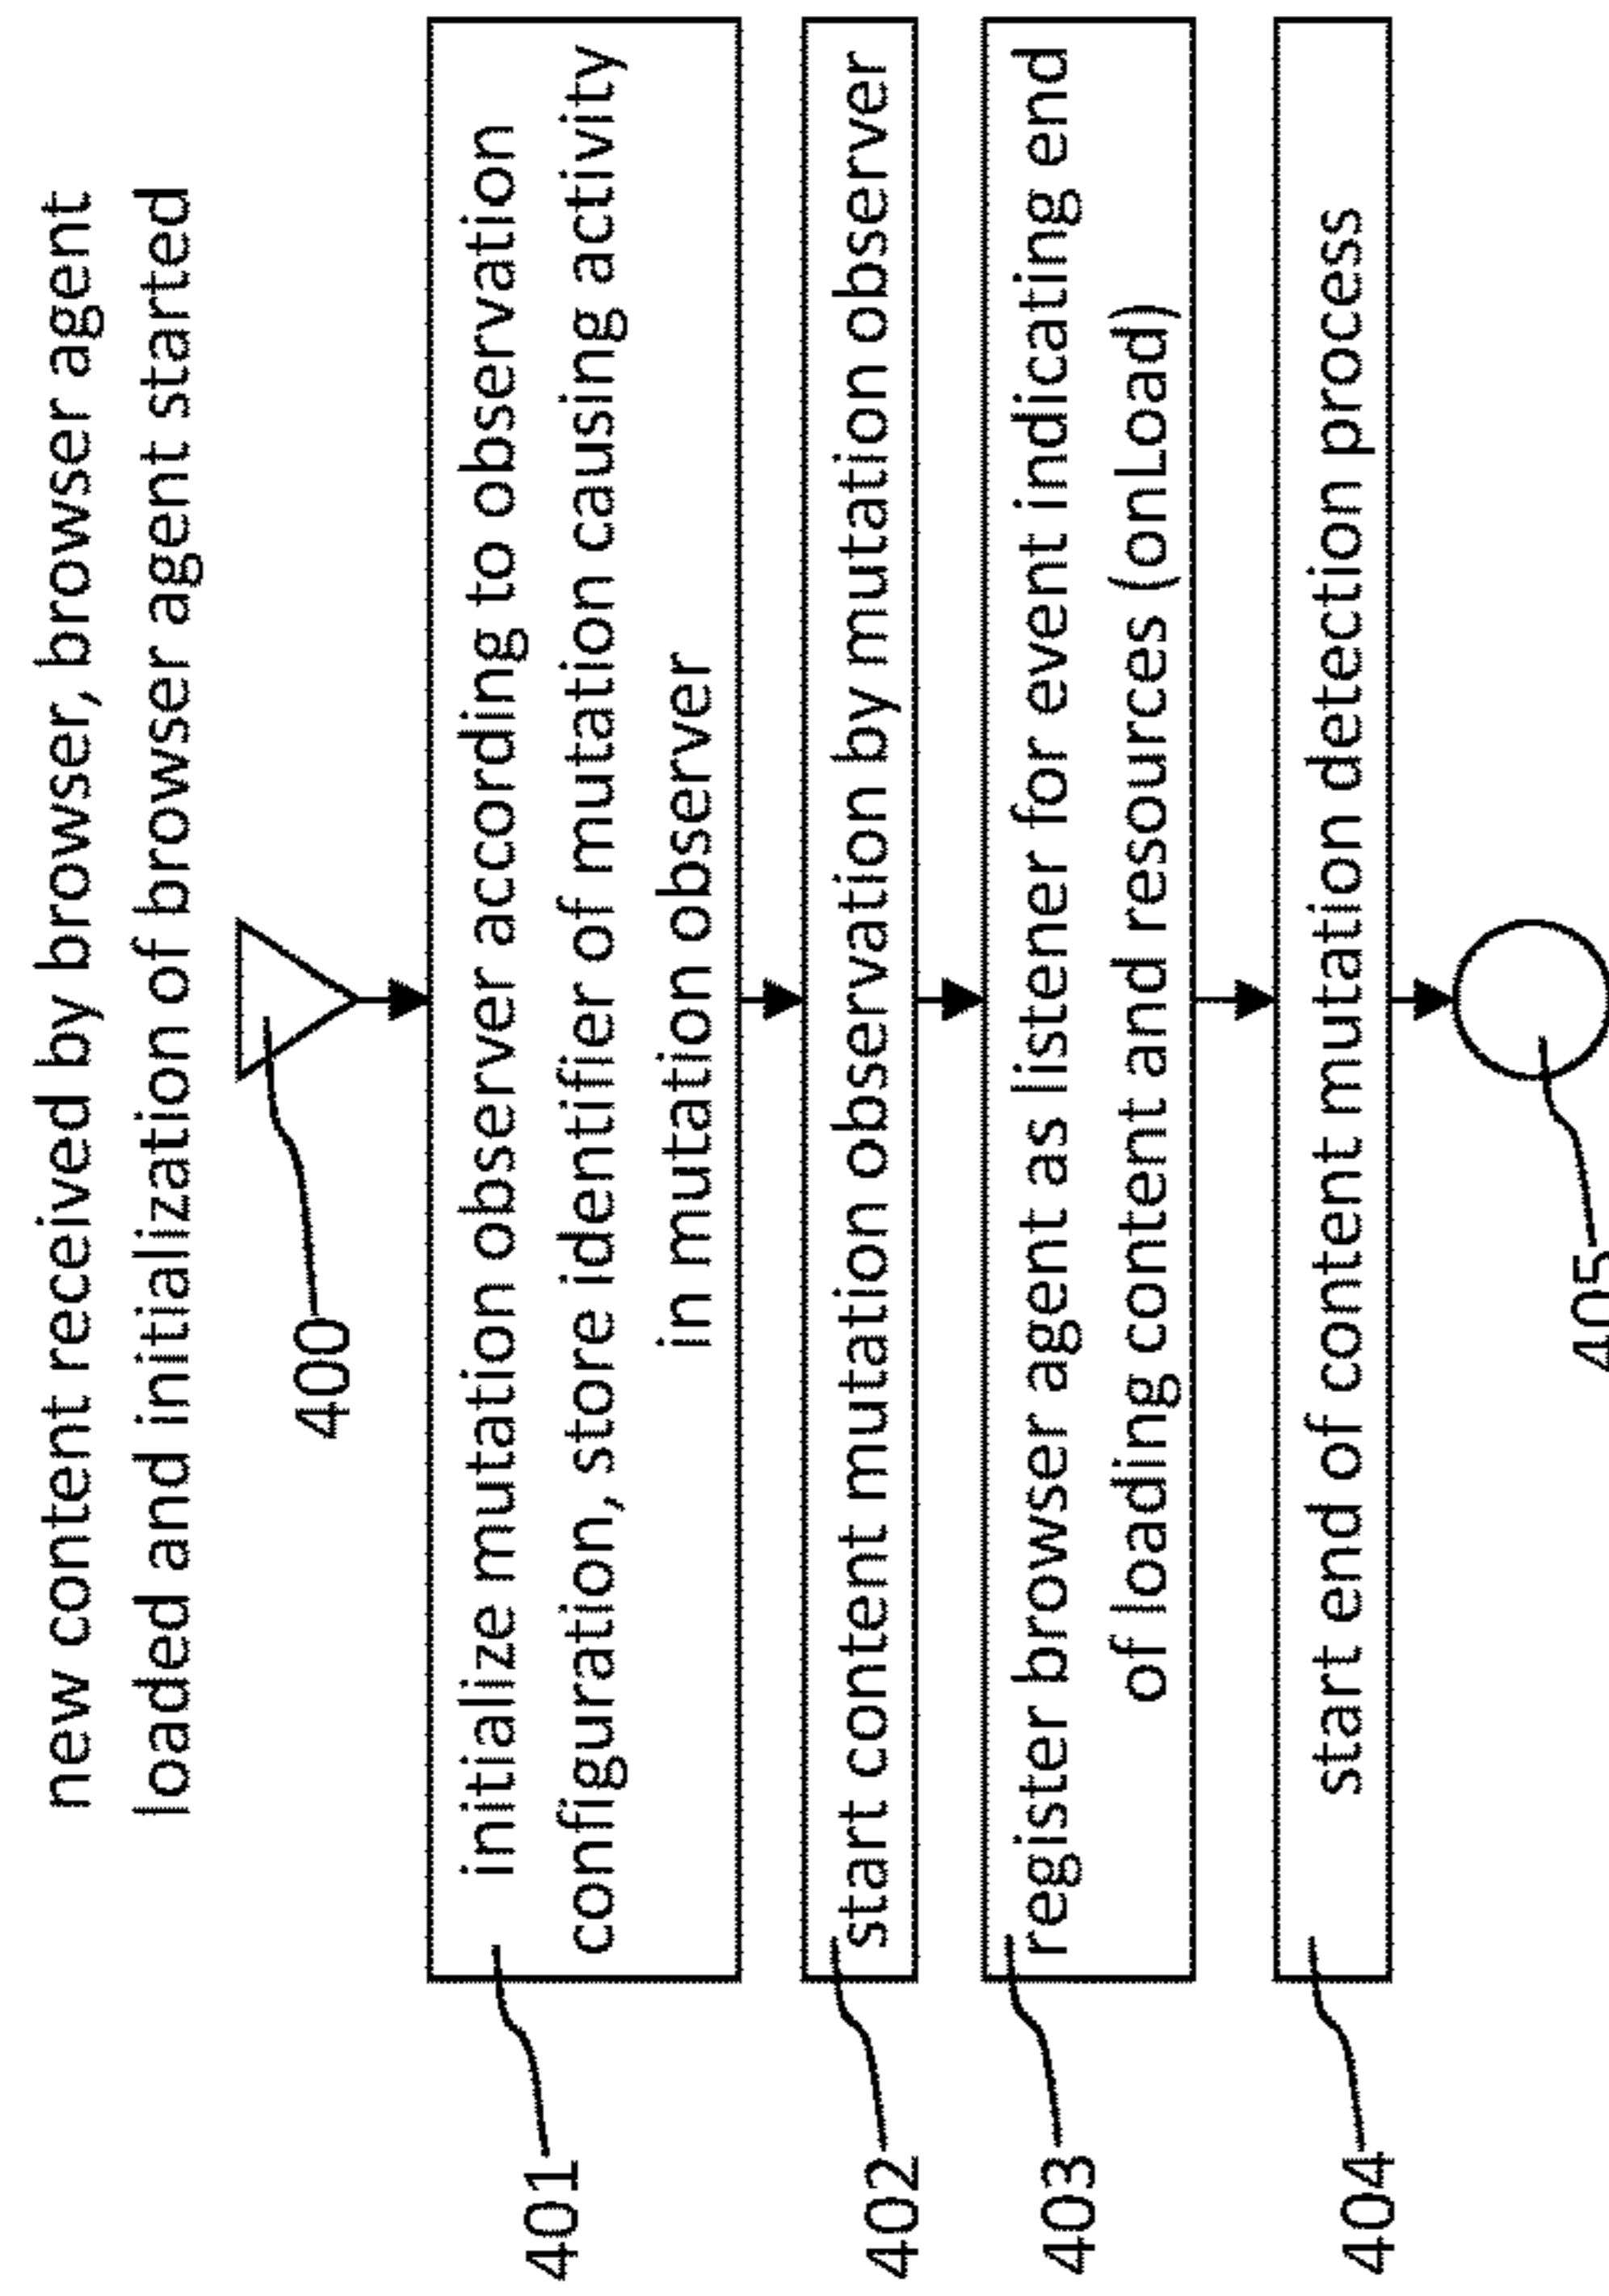 new content received by browser, browser agent
loaded and initialization of browser agent started
400
401
initialize mutation observer according to observation
configuration, store identifier of mutation causing activity
in mutation observer
402
start content mutation observation by mutation observer
403
register browser agent as listener for event indicating end
of loading content and resources (onLoad)
404
start end of content mutation detection process
405